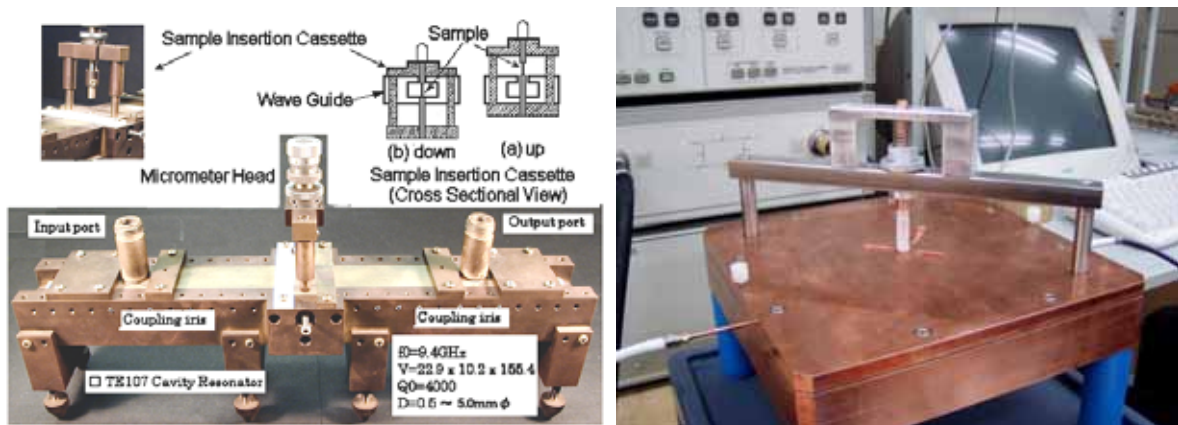 Sample Insertion Cassette
Sample
Wave Guide
(b) down
(a) up
Micrometer Head
Sample Insertion Cassette
(Cross Sectional View)
Input port
Output port
Coupling iris
Coupling iris
f0=9.4GHz
V=22.9 x 10.2 x 155.4
Q0=4000
D=0.5 ~ 5.0mm ϕ
□ TE107 Cavity Resonator